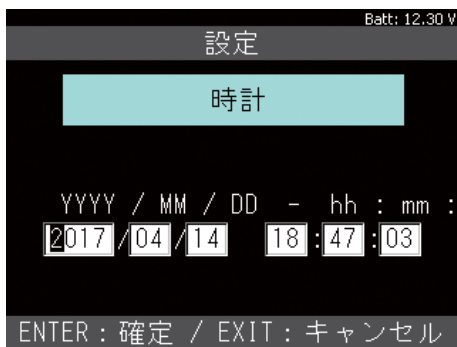 Batt: 12.30 V
設定
時計
YYYY / MM / DD - hh : mm :
2017/04/14 18:47:03
ENTER：確定 / EXIT：キャンセル